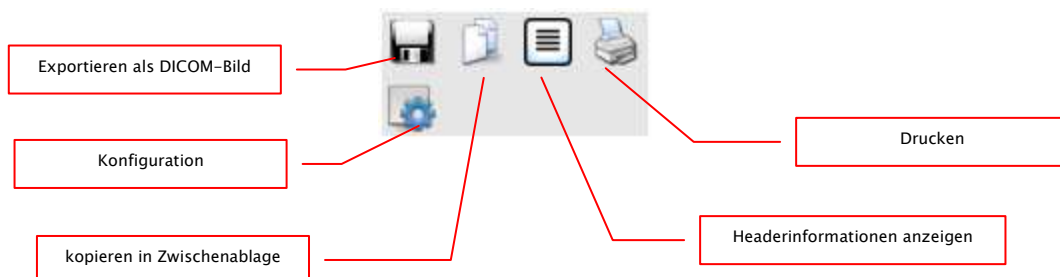 Exportieren als DICOM-Bild
Konfiguration
kopieren in Zwischenablage
Drucken
Headerinformationen anzeigen